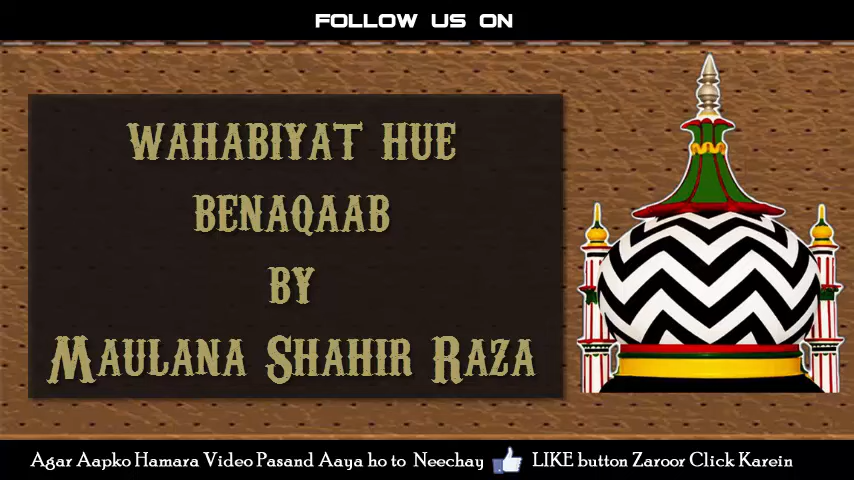 FOLLOW US ON
WAHABIYAT HUE
BENAQAAB
BY
MAULANA SHAHIR RAZA
Agar Aapko Hamara Video Pasand Aaya ho to Neechay LIKE button Zaroor Click Karein